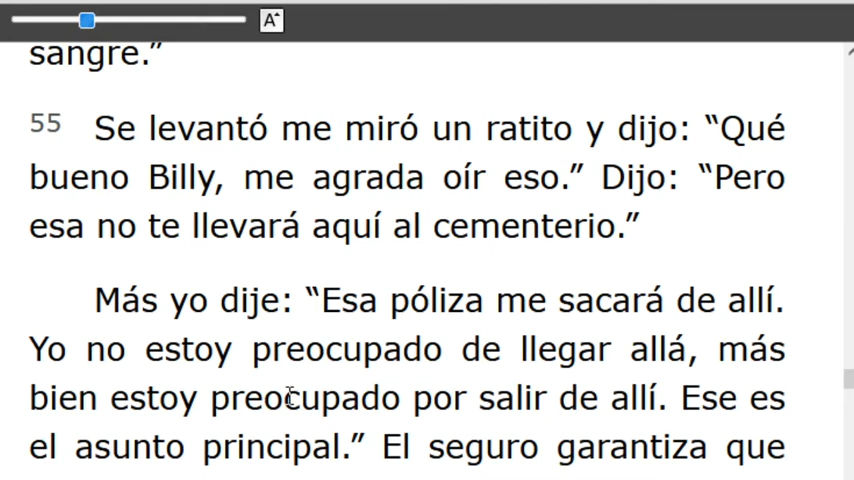 A
sangre.”
55 Se levantó me miró un ratito y dijo: “Qué
bueno Billy, me agrada oír eso.” Dijo: “Pero
esa no te llevará aquí al cementerio.”
Más yo dije: “Esa póliza me sacará de allí.
Yo no estoy preocupado de llegar allá, más
bien estoy preocupado por salir de allí. Ese es
el asunto principal.” El seguro garantiza que